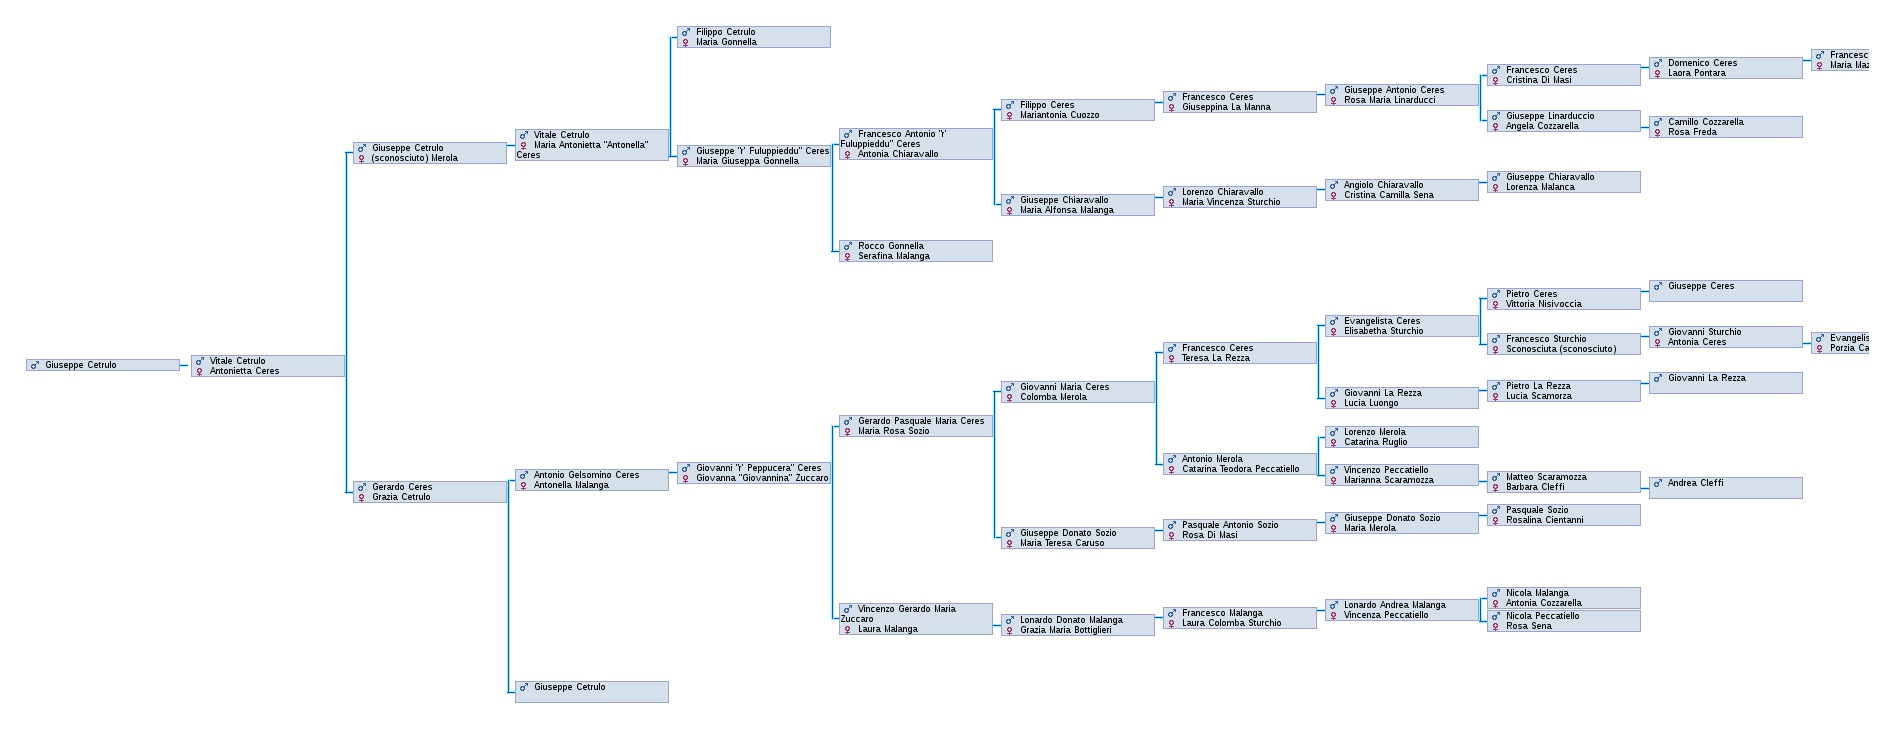 Giuseppe Cetrulo
Vitale Cetrulo
Antonietta Ceres
Giuseppe Cetrulo
(sconosciuto) Merola
Gerardo Ceres
Grazia Cetrulo
Vitale Cetrulo
Maria Antonietta "Antonella"
Ceres
Antonio Gelsomino Ceres
Antonella Malanga
Giuseppe Cetrulo
Filippo Cetrulo
Maria Gonnella
Giuseppe "r' Fuluppieddu" Ceres
Maria Giuseppa Gonnella
Giovanni "r' Peppucera" Ceres
Giovanna "Giovannina" Zuccaro
Francesco Antonio "r'
Fuluppieddu" Ceres
Antonia Chiaravallo
Rocco Gonnella
Serafina Malanga
Gerardo Pasquale Maria Ceres
Maria Rosa Sozio
Vincenzo Gerardo Maria
Zuccaro
Laura Malanga
Filippo Ceres
Mariantonia Cuozzo
Giuseppe Chiaravallo
Maria Alfonsa Malanga
Giovanni Maria Ceres
Colomba Merola
Giuseppe Donato Sozio
Maria Teresa Caruso
Lonardo Donato Malanga
Grazia Maria Bottiglieri
Francesco Ceres
Giuseppina La Manna
Lorenzo Chiaravallo
Maria Vincenza Sturchio
Francesco Ceres
Teresa La Rezza
Antonio Merola
Catarina Teodora Peccatiello
Pasquale Antonio Sozio
Rosa Di Masi
Francesco Malanga
Laura Colomba Sturchio
Giuseppe Antonio Ceres
Rosa Maria Linarducci
Angiolo Chiaravallo
Cristina Camilla Sena
Evangelista Ceres
Elisabetha Sturchio
Giovanni La Rezza
Lucia Luongo
Lorenzo Merola
Catarina Ruglio
Vincenzo Peccatiello
Marianna Scaramozza
Giuseppe Donato Sozio
Maria Merola
Lonardo Andrea Malanga
Vincenza Peccatiello
Francesco Ceres
Cristina Di Masi
Giuseppe Linarduccio
Angela Cozzarella
Giuseppe Chiaravallo
Lorenza Malanca
Pietro Ceres
Vittoria Nisivoccia
Francesco Sturchio
Sconosciuta (sconosciuto)
Pietro La Rezza
Lucia Scamorza
Matteo Scaramozza
Barbara Cleffi
Pasquale Sozio
Rosalina Cientanni
Nicola Malanga
Antonia Cozzarella
Nicola Peccatiello
Rosa Sena
Domenico Ceres
Laora Pontara
Camillo Cozzarella
Rosa Freda
Giuseppe Ceres
Giovanni Sturchio
Antonia Ceres
Giovanni La Rezza
Andrea Cleffi
Francesc
Maria Maz
Evangelis
Porzia Ca